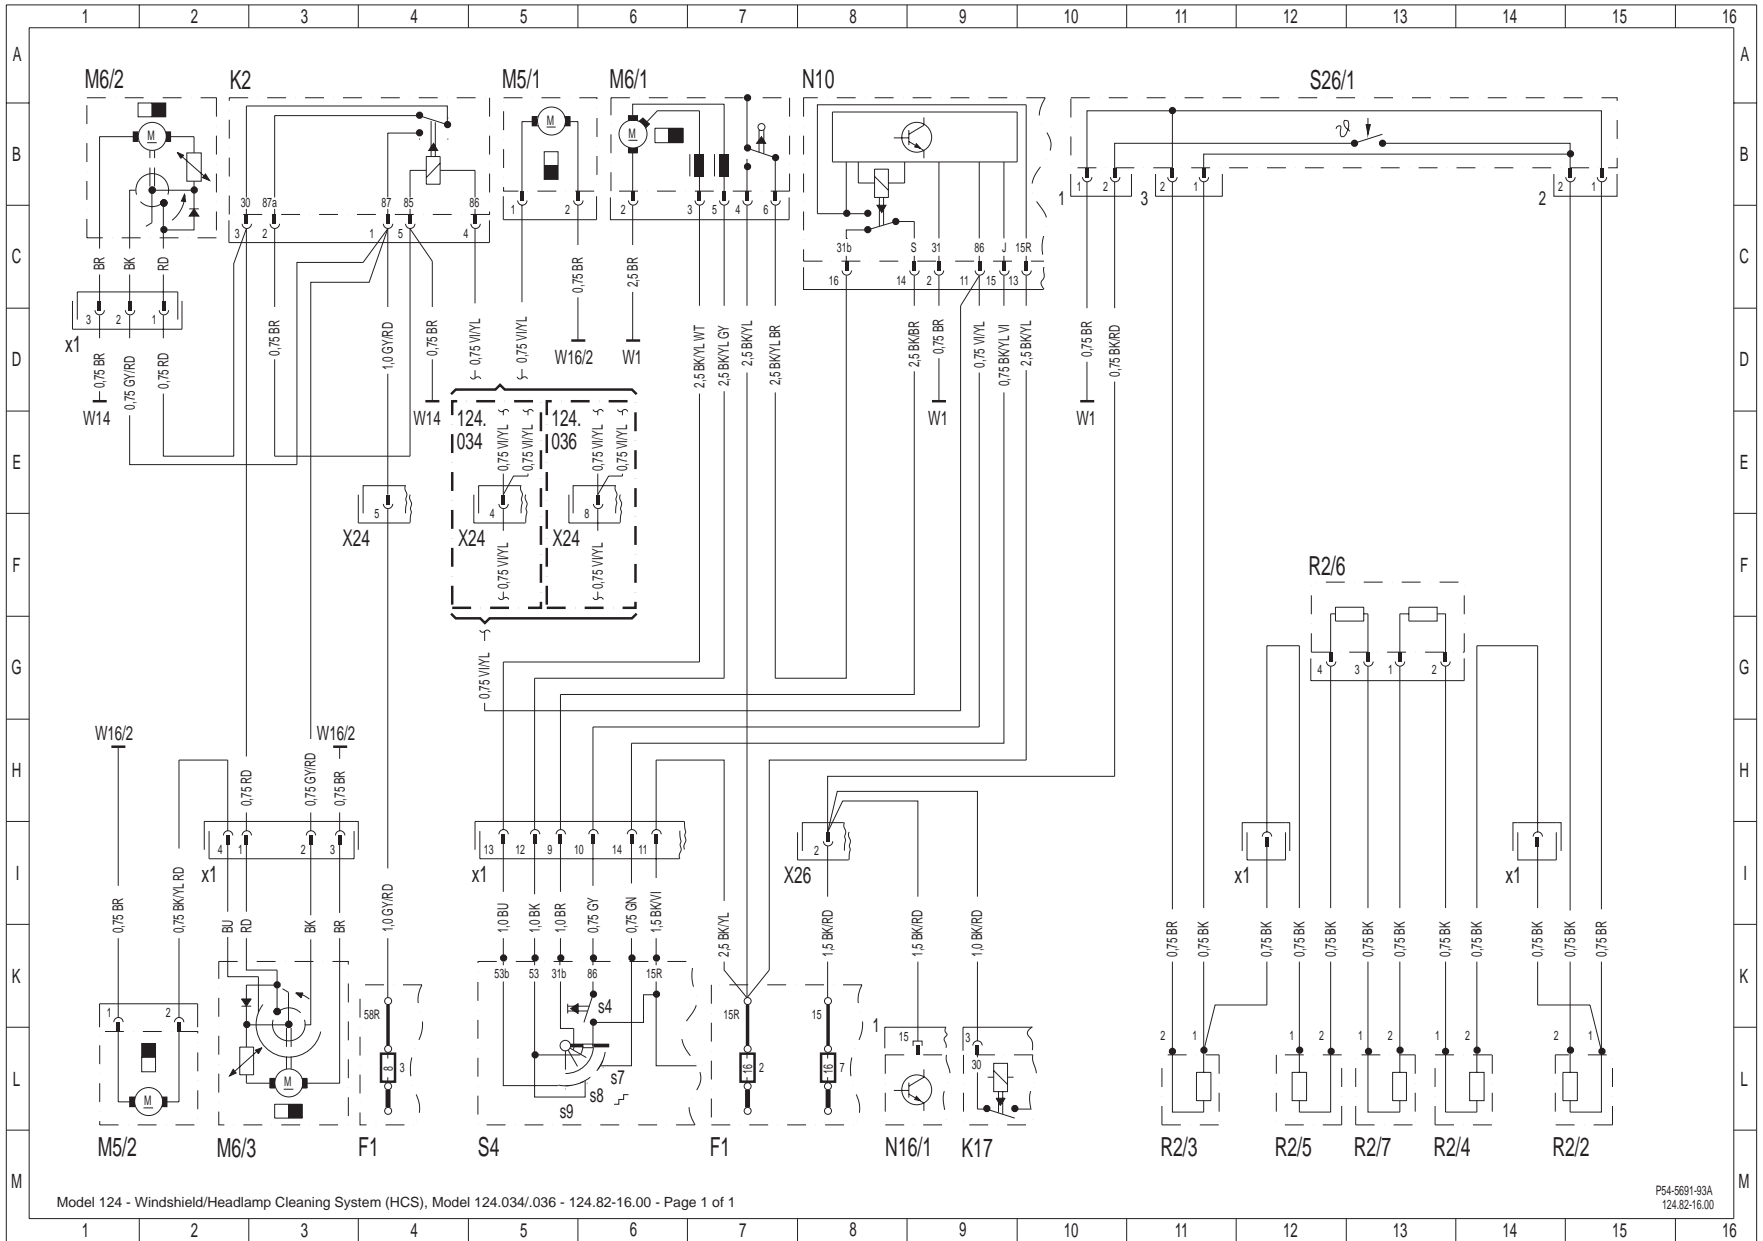 1 2 3 4 5 6 7 8 9 10 11 12 13 14 15 16
A A
M6/2 K2 M5/1 M6/1 N10 S26/1
B B
M M M ϑ
30 87a 87 85 86
3 2 1 5 4
1 2
2 3 5 4 6
1 2 2 1 2 1
1 3 2
C C
31b S 31 86 J 15R
16 14 2 11 15 13
BR BK RD
0,75 BR 2,5 BR
3 2 1
x1
D D
0,75 BR 0,75 GY/RD 0,75 RD 0,75 BR 1,0 GY/RD 0,75 BR 0,75 VI/YL 0,75 VI/YL
W16/2 W1
2,5 BK/YL WT 2,5 BK/YL GY 2,5 BK/YL 2,5 BK/YL BR 2,5 BK/BR 0,75 BR 0,75 VI/YL 0,75 BK/YL VI 2,5 BK/YL 0,75 BR 0,75 BK/RD
W14 W14 W1 W1
124. 124.
034 036
E E
0,75 VI/YL 0,75 VI/YL 0,75 VI/YL 0,75 VI/YL
5 4 8
X24 X24 X24
F F
0,75 VI/YL 0,75 VI/YL
R2/6
G G
4 3 1 2
0,75 VI/YL
W16/2 W16/2
H H
0,75 RD 0,75 GY/RD 0,75 BR
4 1 2 3 13 12 9 10 14 11 2
I I
x1 x1 X26 x1 x1
0,75 BR 0,75 BK/YL RD BU RD BK BR 1,0 GY/RD 1,0 BU 1,0 BK 1,0 BR 0,75 GY 0,75 GN 1,5 BK/VI 2,5 BK/YL 1,5 BK/RD 1,5 BK/RD 1,0 BK/RD 0,75 BR 0,75 BK 0,75 BK 0,75 BK 0,75 BK 0,75 BK 0,75 BK 0,75 BK 0,75 BK 0,75 BK 0,75 BK 0,75 BR
K K
53b 53 31b 86 15R
1 2 58R s4 15R 15 1 15 3
30
2 1 1 2 2 1 2 1 2 1
L L
M M 8 3 s7 s8 s9 16 2 16 7
M5/2 M6/3 F1 S4 F1 N16/1 K17 R2/3 R2/5 R2/7 R2/4 R2/2
M M
Model 124 - Windshield/Headlamp Cleaning System (HCS), Model 124.034/.036 - 124.82-16.00 - Page 1 of 1
P54-5691-93A
124.82-16.00
1 2 3 4 5 6 7 8 9 10 11 12 13 14 15 16